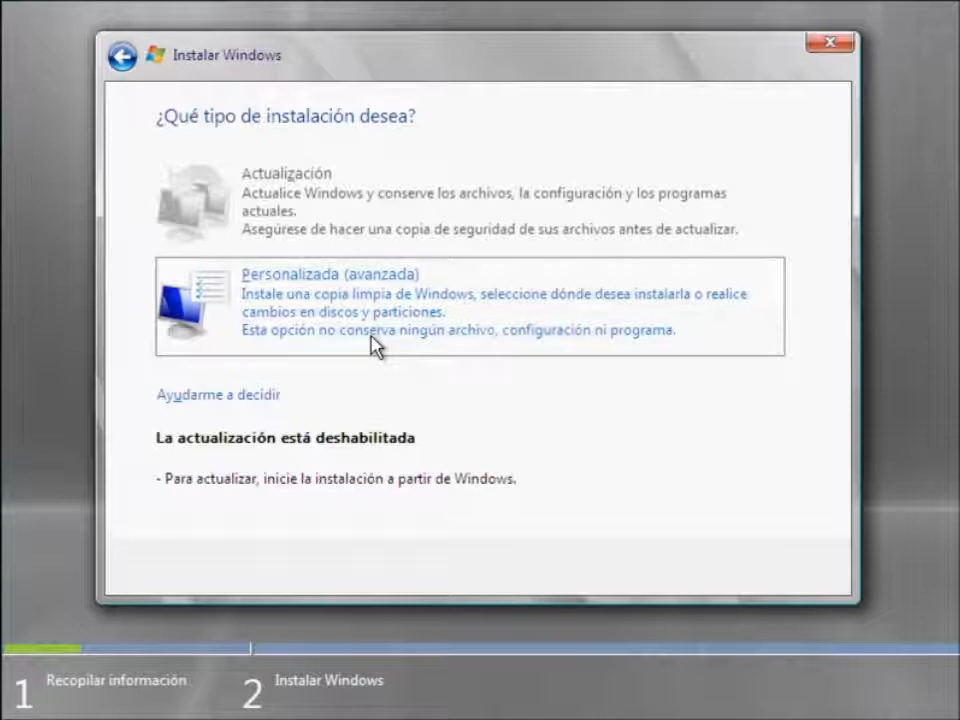 Instalar Windows
¿Qué tipo de instalación desea?
Actualización
Actualice Windows y conserve los archivos, la configuración y los programas
actuales.
Asegúrese de hacer una copia de seguridad de sus archivos antes de actualizar.
Personalizada (avanzada)
Instale una copia limpia de Windows, seleccione dónde desea instalarla o realice
cambios en discos y particiones.
Esta opción no conserva ningún archivo, configuración ni programa.
Ayudarme a decidir
La actualización está deshabilitada
- Para actualizar, inicie la instalación a partir de Windows.
1 Recopilar información
2 Instalar Windows